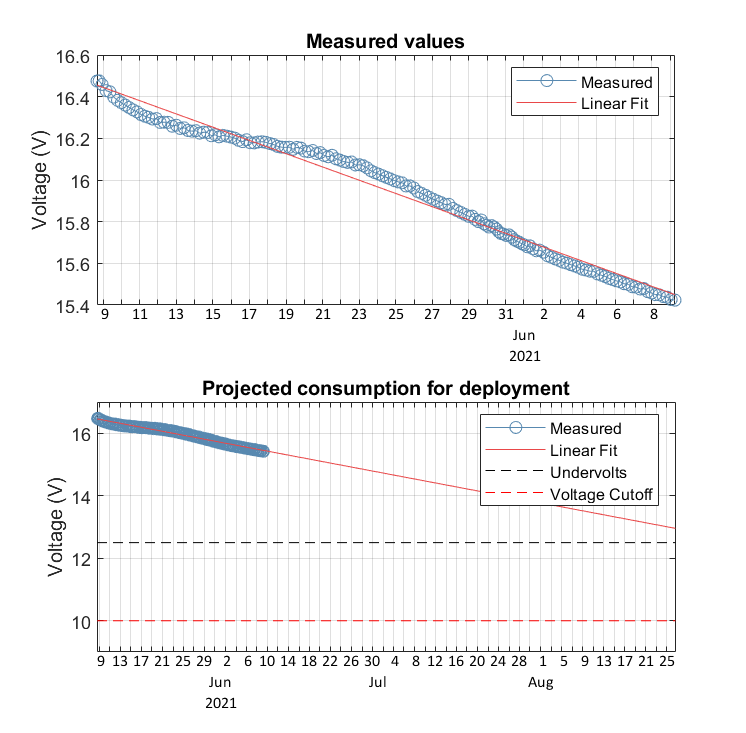 Measured values
Voltage (V)
16.6
16.4
16.2
16
15.8
15.6
15.4
Measured
Linear Fit
9 11 13 15 17 19 21 23 25 27 29 31 2 4 6 8
Jun
2021
Projected consumption for deployment
Voltage (V)
16
14
12
10
Measured
Linear Fit
Undervolts
Voltage Cutoff
9 13 17 21 25 29 2 6 10 14 18 22 26 30 4 8 12 16 20 24 28 1 5 9 13 17 21 25
Jun Jul Aug
2021